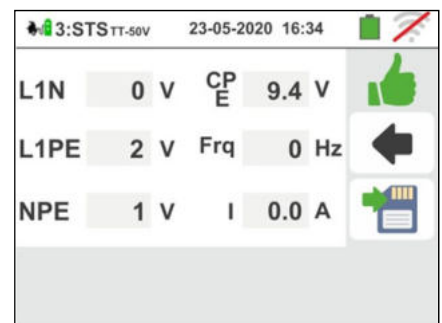 3:STS TT-50V 23-05-2020 16:34
L1N 0 V CPE 9.4 V
L1PE 2 V Frq 0 Hz
NPE 1 V I 0.0 A